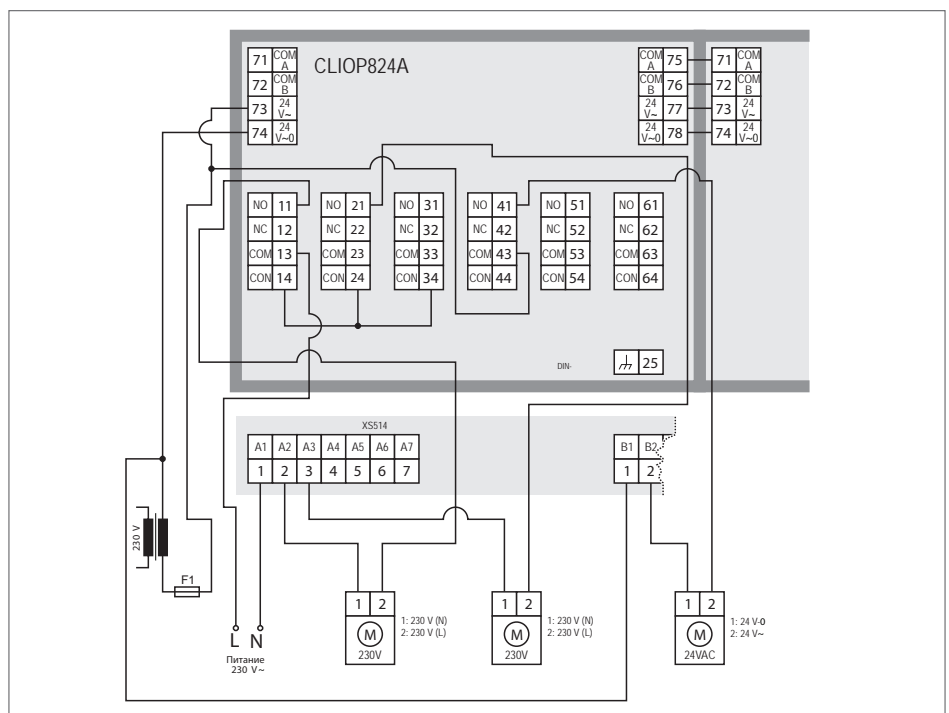 CLIOP824A
71 COM A
72 COM B
73 24 V~
74 24 V~0
COM A 75
COM B 76
24 V~ 77
24 V~0 78
71 COM A
72 COM B
73 24 V~
74 24 V~0
NO 11
NC 12
COM 13
CON 14
NO 21
NC 22
COM 23
CON 24
NO 31
NC 32
COM 33
CON 34
NO 41
NC 42
COM 43
CON 44
NO 51
NC 52
COM 53
CON 54
NO 61
NC 62
COM 63
CON 64
DIN-
25
XS514
A1 A2 A3 A4 A5 A6 A7
1 2 3 4 5 6 7
B1 B2
1 2
230 V
F1
L N
Питание
230 V~
1 2
M
230V
1: 230 V (N)
2: 230 V (L)
1 2
M
230V
1: 230 V (N)
2: 230 V (L)
1 2
M
24VAC
1: 24 V-0
2: 24 V~